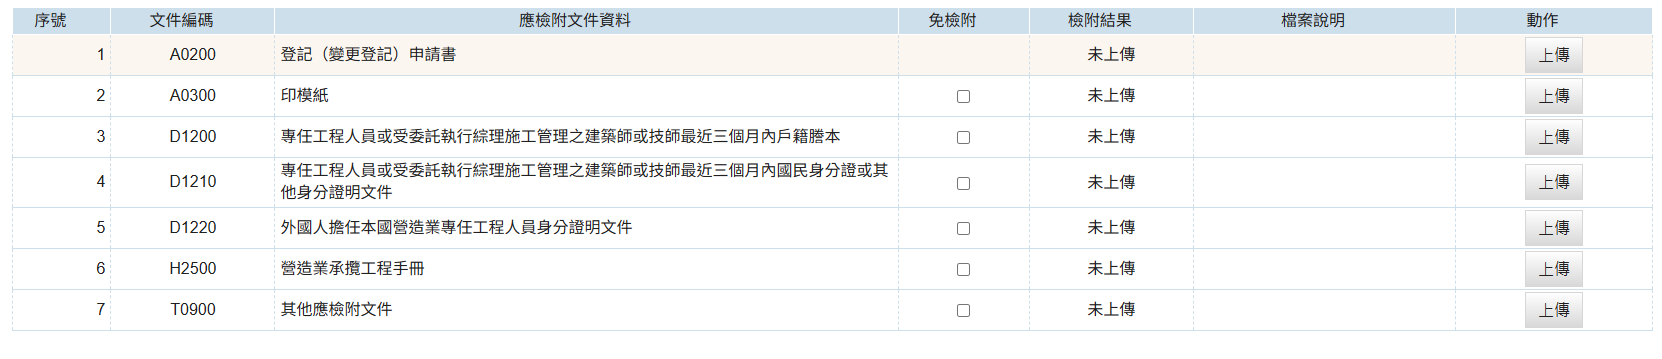 序號 文件編碼 應檢附文件資料 免檢附 檢附結果 檔案說明 動作
1 A0200 登記（變更登記）申請書 未上傳 上傳
2 A0300 印模紙 未上傳 上傳
3 D1200 專任工程人員或受委託執行綜理施工管理之建築師或技師最近三個月內戶籍謄本 未上傳 上傳
4 D1210 專任工程人員或受委託執行綜理施工管理之建築師或技師最近三個月內國民身分證或其
他身分證明文件 未上傳 上傳
5 D1220 外國人擔任本國營造業專任工程人員身分證明文件 未上傳 上傳
6 H2500 營造業承攬工程手冊 未上傳 上傳
7 T0900 其他應檢附文件 未上傳 上傳